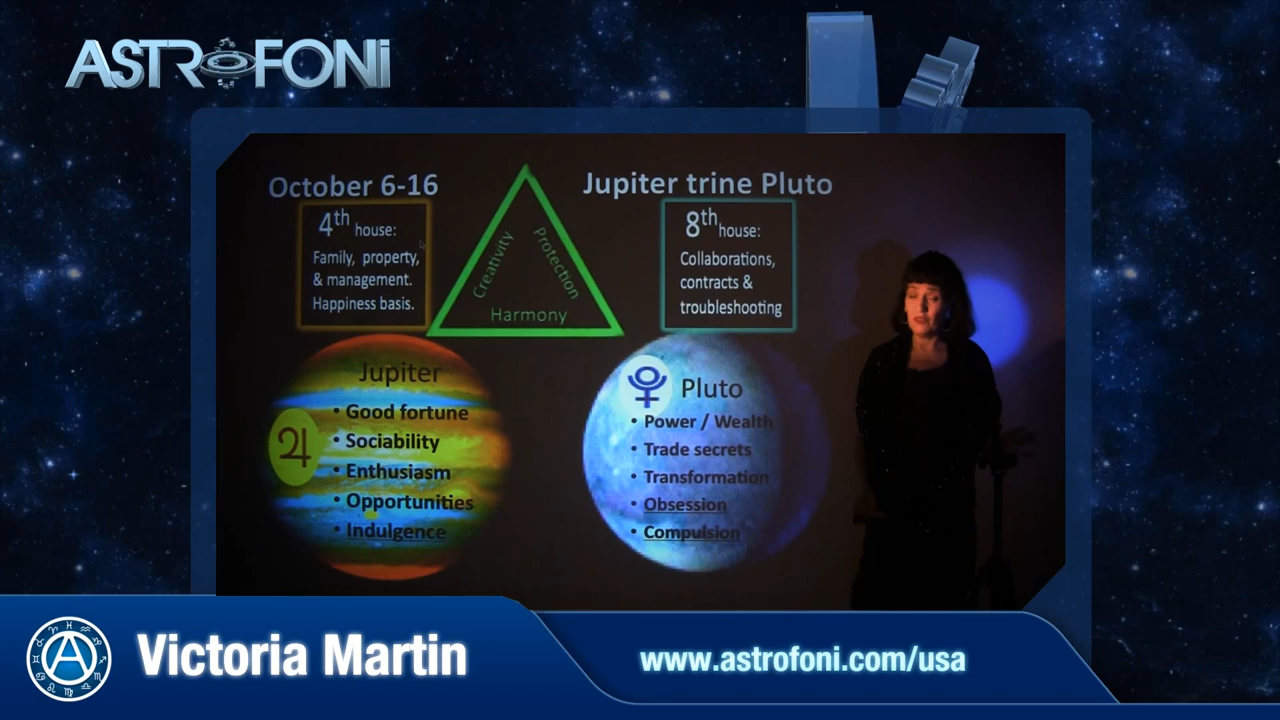 ASTROFONi
October 6-16
Jupiter trine Pluto
4th house:
Family, property,
& management.
Happiness basis.
Creativity
Protection
Harmony
8th house:
Collaborations,
contracts &
troubleshooting
Jupiter
• Good fortune
• Sociability
• Enthusiasm
• Opportunities
• Indulgence
Pluto
• Power / Wealth
• Trade secrets
• Transformation
• Obsession
• Compulsion
Victoria Martin
www.astrofoni.com/usa